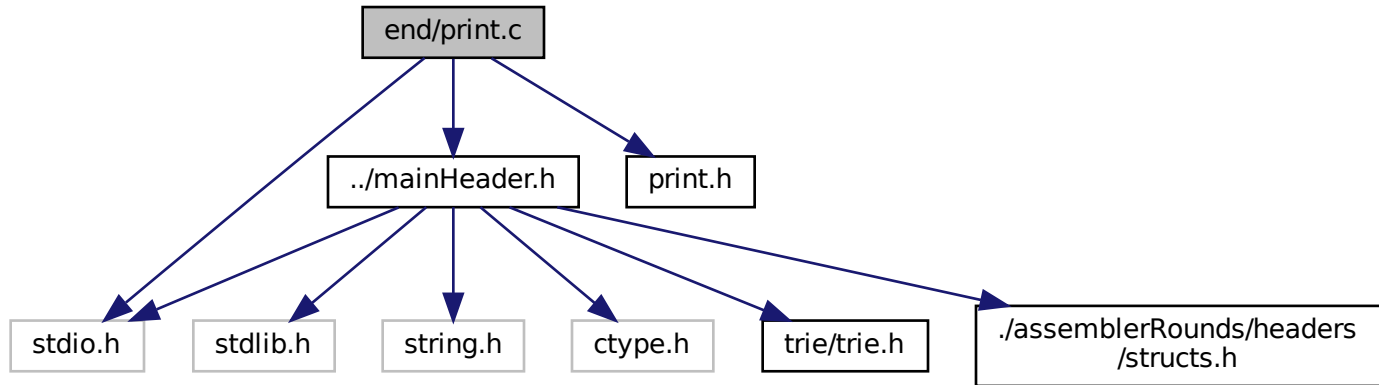 end/print.c
../mainHeader.h
print.h
stdio.h
stdlib.h
string.h
ctype.h
trie/trie.h
./assemblerRounds/headers
/structs.h